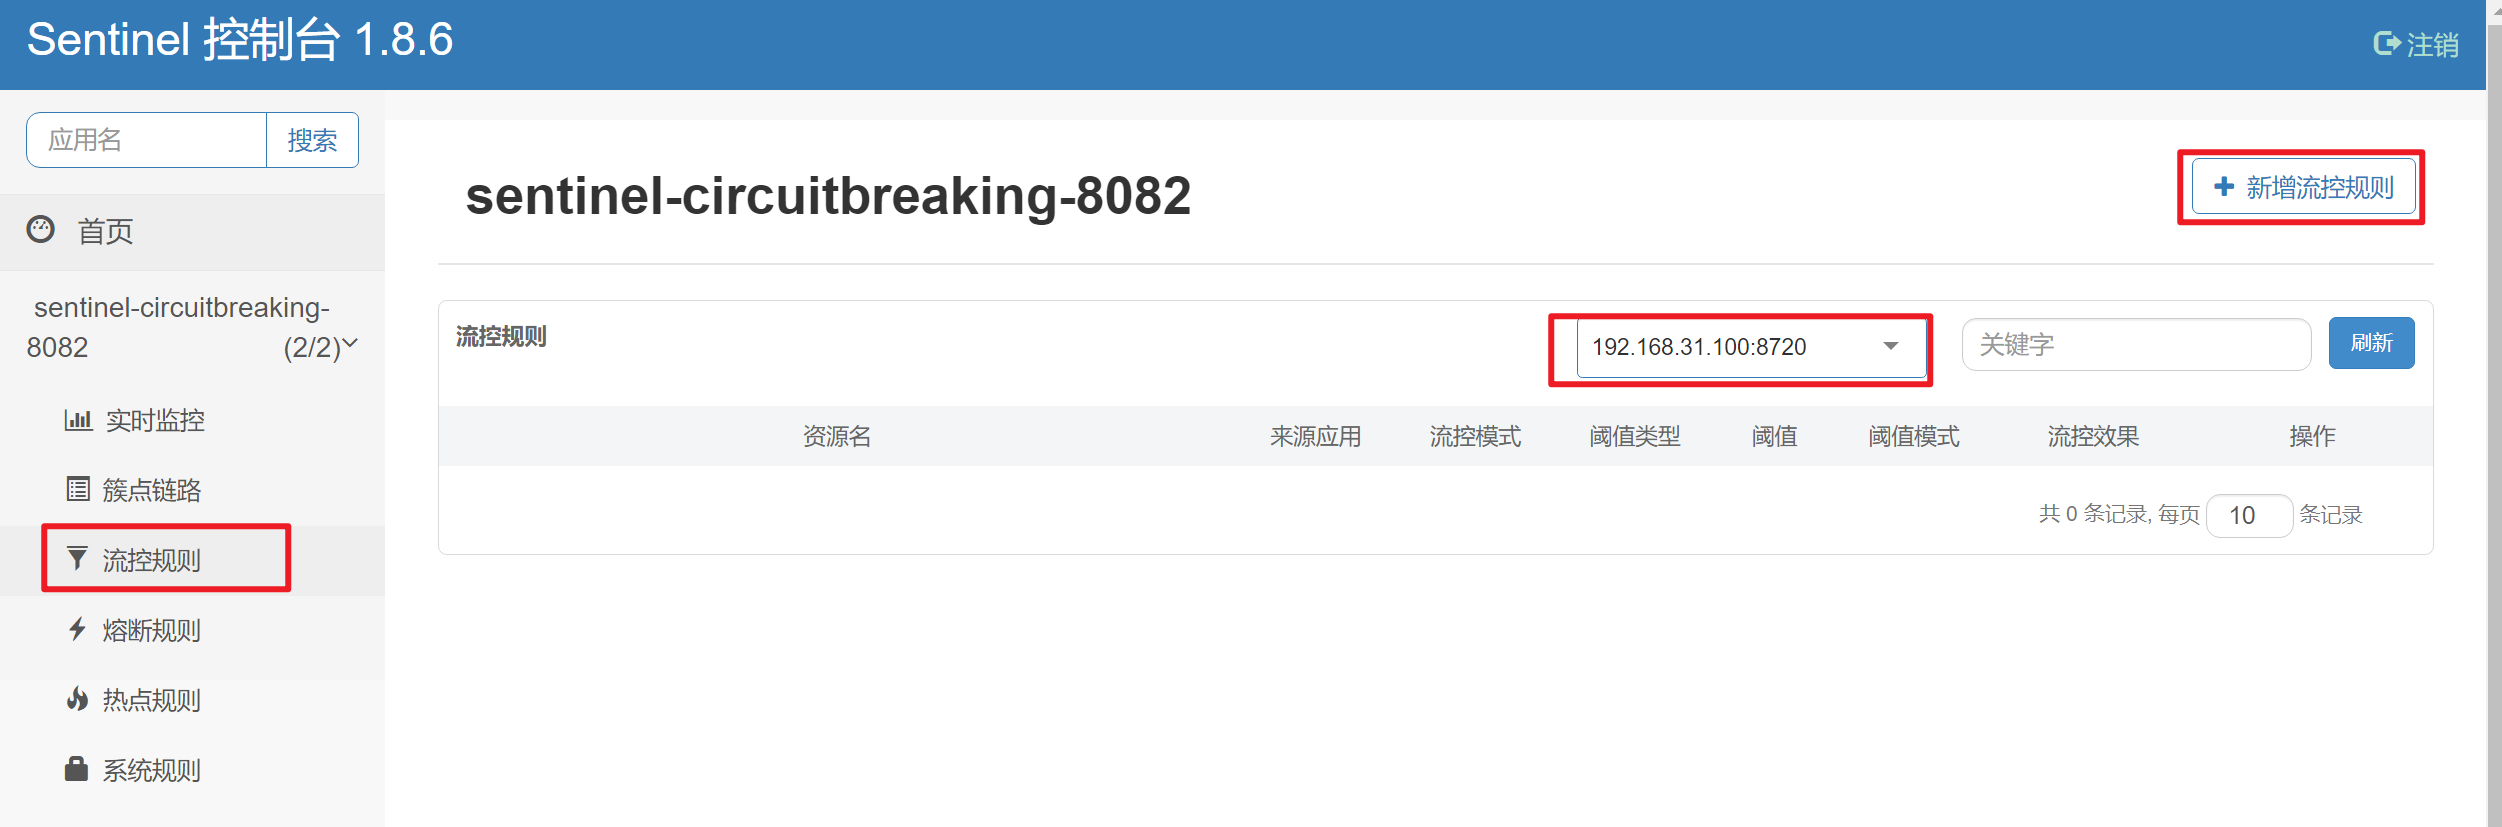 Sentinel 控制台 1.8.6
注销
应用名
搜索
首页
sentinel-circuitbreaking-
8082 (2/2)
实时监控
簇点链路
流控规则
熔断规则
热点规则
系统规则
sentinel-circuitbreaking-8082
新增流控规则
流控规则
192.168.31.100:8720
关键字
刷新
资源名 来源应用 流控模式 阈值类型 阈值 阈值模式 流控效果 操作
共 0 条记录, 每页 10 条记录